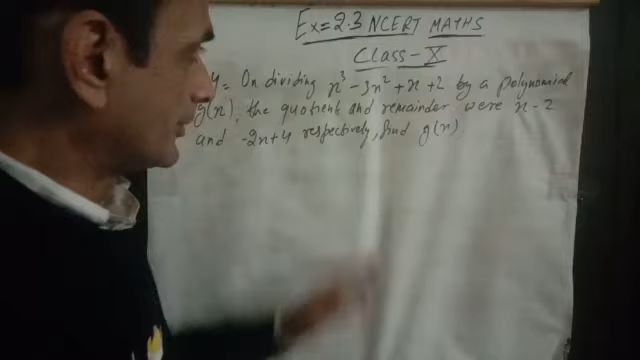 Ex=2.3 NCERT MATHS
Class-X
4= On dividing x³-3x²+x+2 by a polynomial
g(x), the quotient and remainder were x-2
and -2x+4 respectively, find g(x).